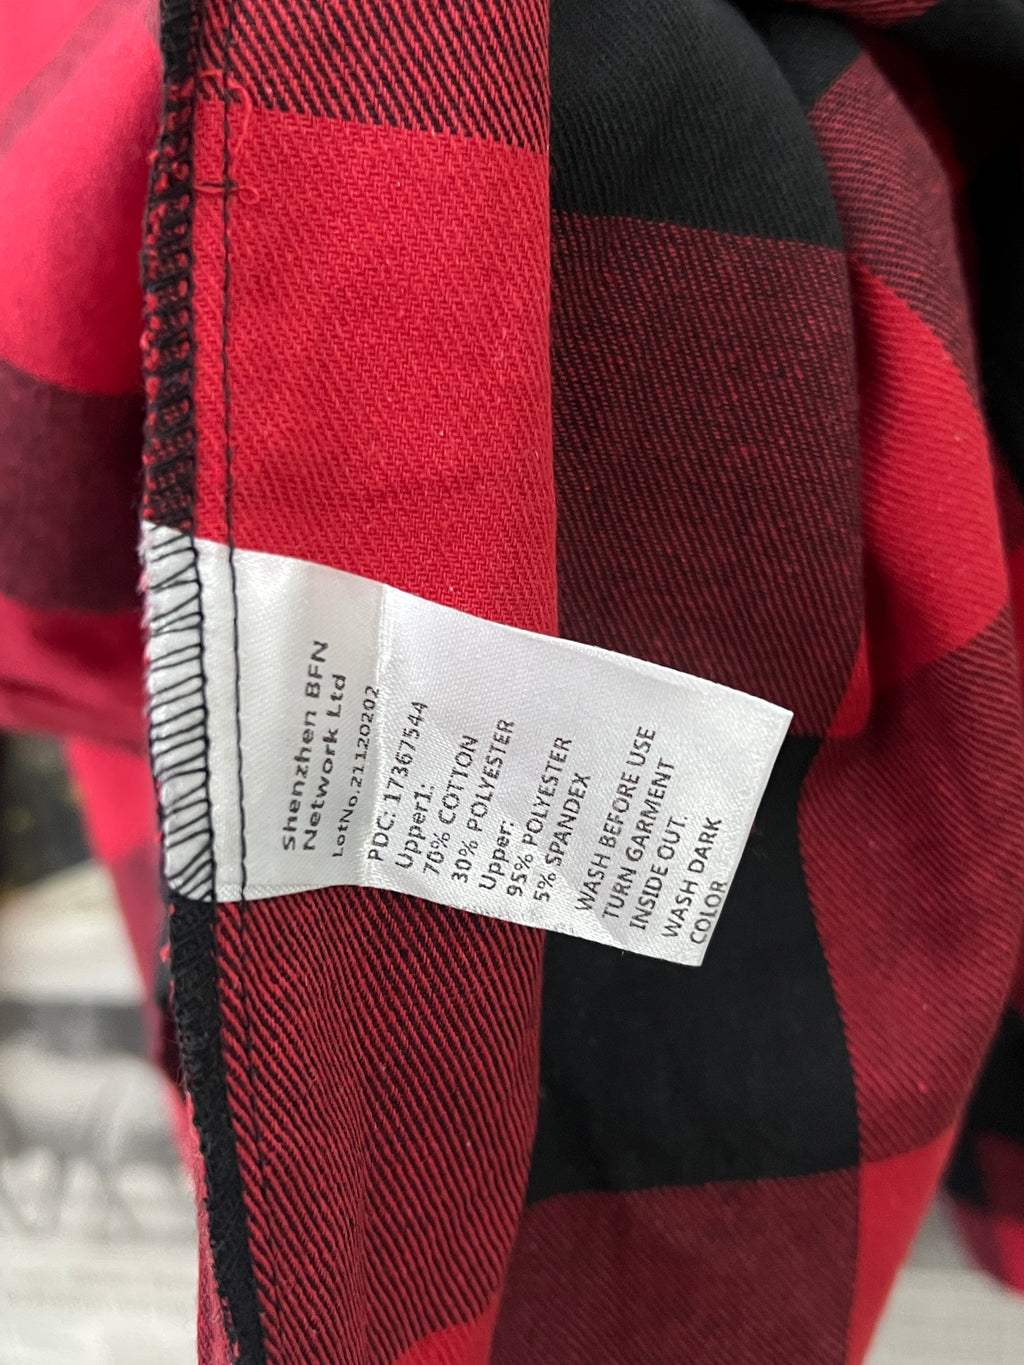 Shenzhen BFN
Network Ltd
LotNo.21120202
PDC: 17367544
Upper1:
70% COTTON
30% POLYESTER
Upper:
95% POLYESTER
5% SPANDEX
WASH BEFORE USE
TURN GARMENT
INSIDE OUT.
WASH DARK
COLOR